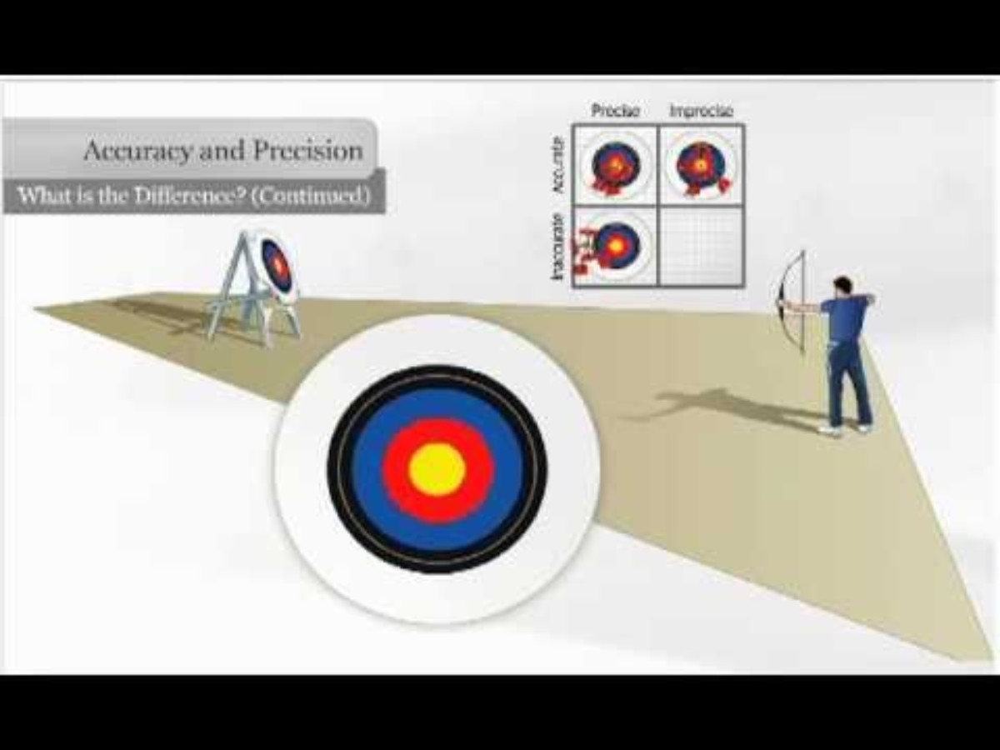 Accuracy and Precision
What is the Difference? (Continued)
Precise Imprecise
Accurate
Inaccurate